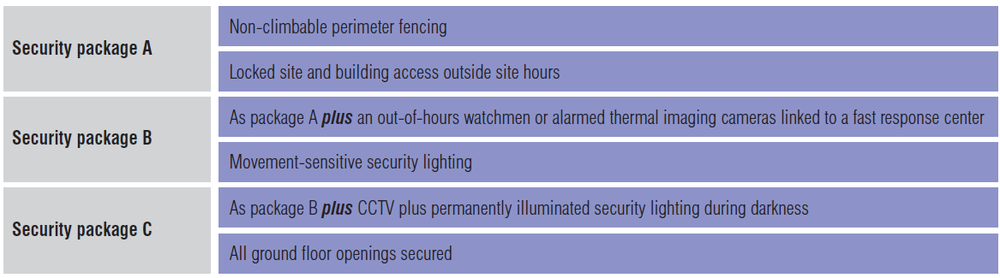 Security package A
Non-climbable perimeter fencing
Locked site and building access outside site hours
Security package B
As package A plus an out-of-hours watchmen or alarmed thermal imaging cameras linked to a fast response center
Movement-sensitive security lighting
Security package C
As package B plus CCTV plus permanently illuminated security lighting during darkness
All ground floor openings secured